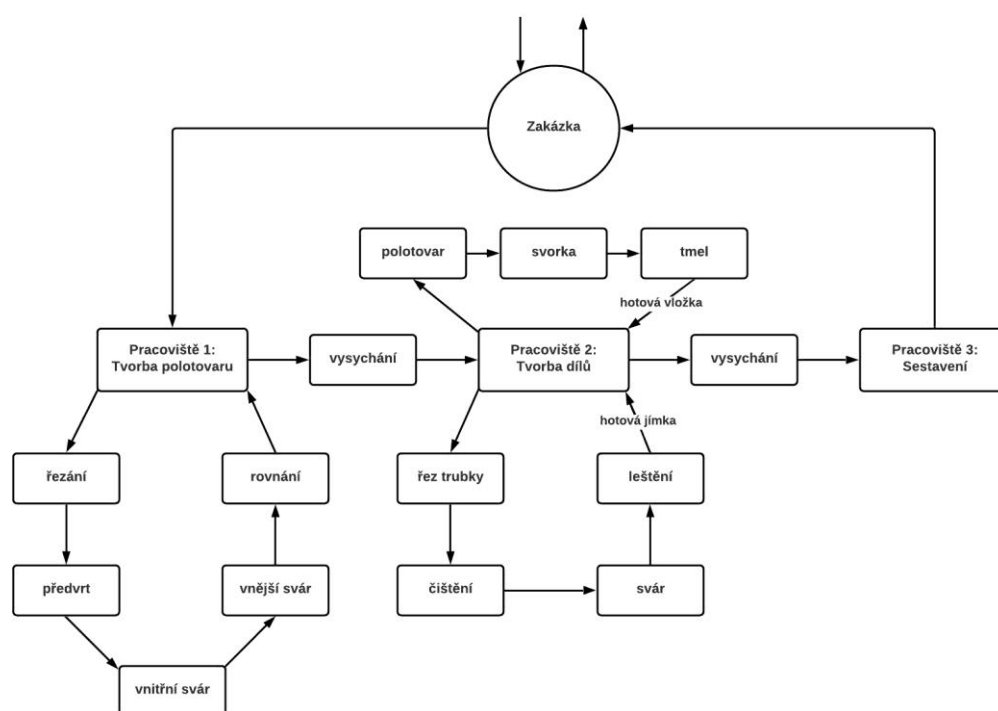 Zakázka
polotovar
svorka
tmel
hotová vložka
Pracoviště 1:
Tvorba polotovaru
vysychání
Pracoviště 2:
Tvorba dílů
vysychání
Pracoviště 3:
Sestavení
hotová jímka
řezání
rovnání
řez trubky
leštění
předvrt
vnější svár
čištění
svár
vnitřní svár